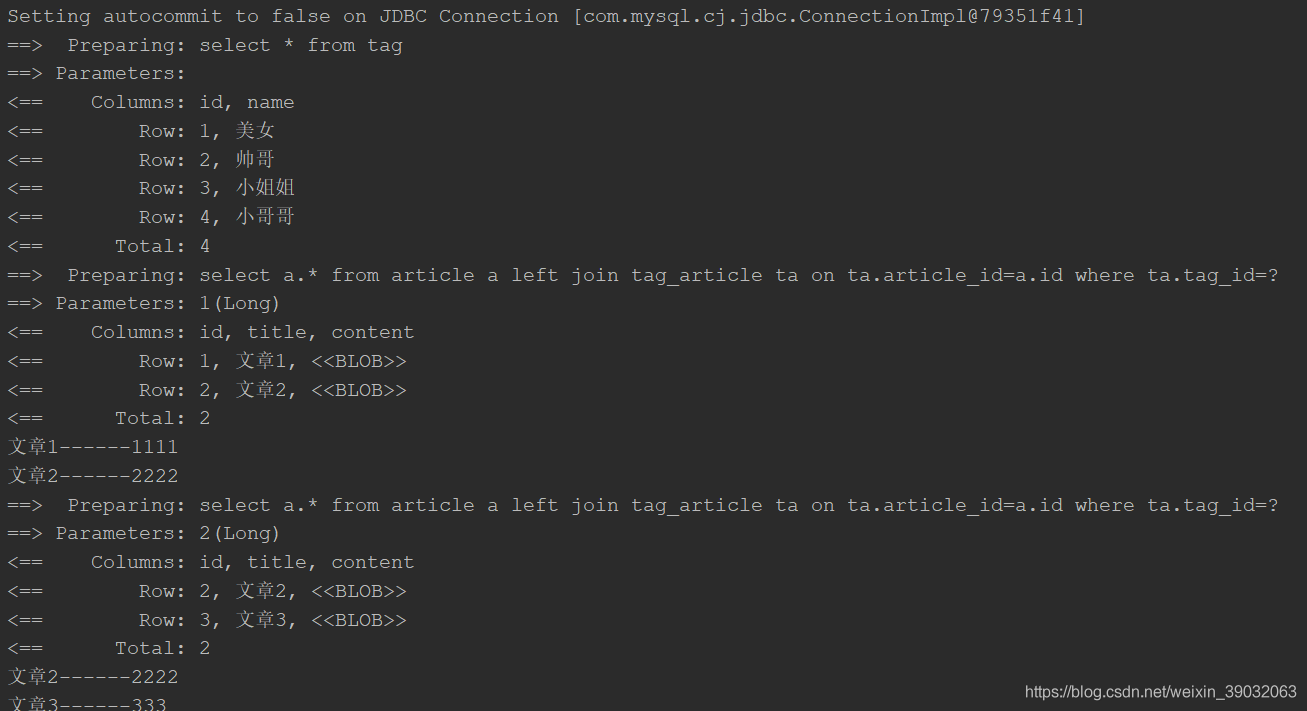 Setting autocommit to false on JDBC Connection [com.mysql.cj.jdbc.ConnectionImpl@79351f41]
==>  Preparing: select * from tag
==> Parameters:
<==    Columns: id, name
<==        Row: 1, 美女
<==        Row: 2, 帅哥
<==        Row: 3, 小姐姐
<==        Row: 4, 小哥哥
<==      Total: 4
==>  Preparing: select a.* from article a left join tag_article ta on ta.article_id=a.id where ta.tag_id=?
==> Parameters: 1(Long)
<==    Columns: id, title, content
<==        Row: 1, 文章1, <<BLOB>>
<==        Row: 2, 文章2, <<BLOB>>
<==      Total: 2
文章1------1111
文章2------2222
==>  Preparing: select a.* from article a left join tag_article ta on ta.article_id=a.id where ta.tag_id=?
==> Parameters: 2(Long)
<==    Columns: id, title, content
<==        Row: 2, 文章2, <<BLOB>>
<==        Row: 3, 文章3, <<BLOB>>
<==      Total: 2
文章2------2222
文章3------333
https://blog.csdn.net/weixin_39032063